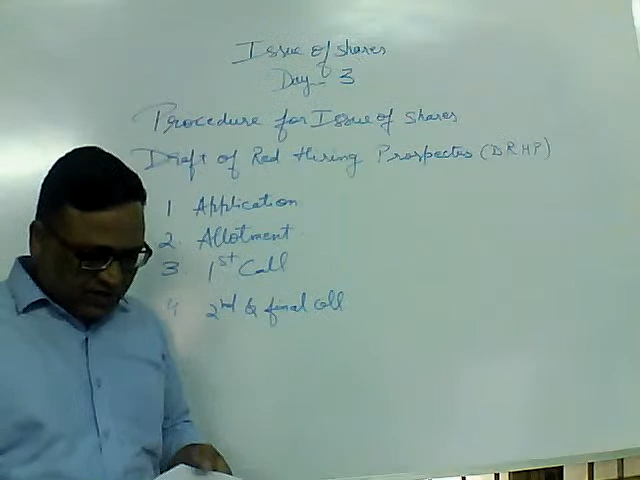 Issue of shares
Day 3
Procedure for Issue of shares
Draft of Red Hiring Prospectus (DRHP)
1 Application
2. Allotment
3 1st Call
4 2nd & final call